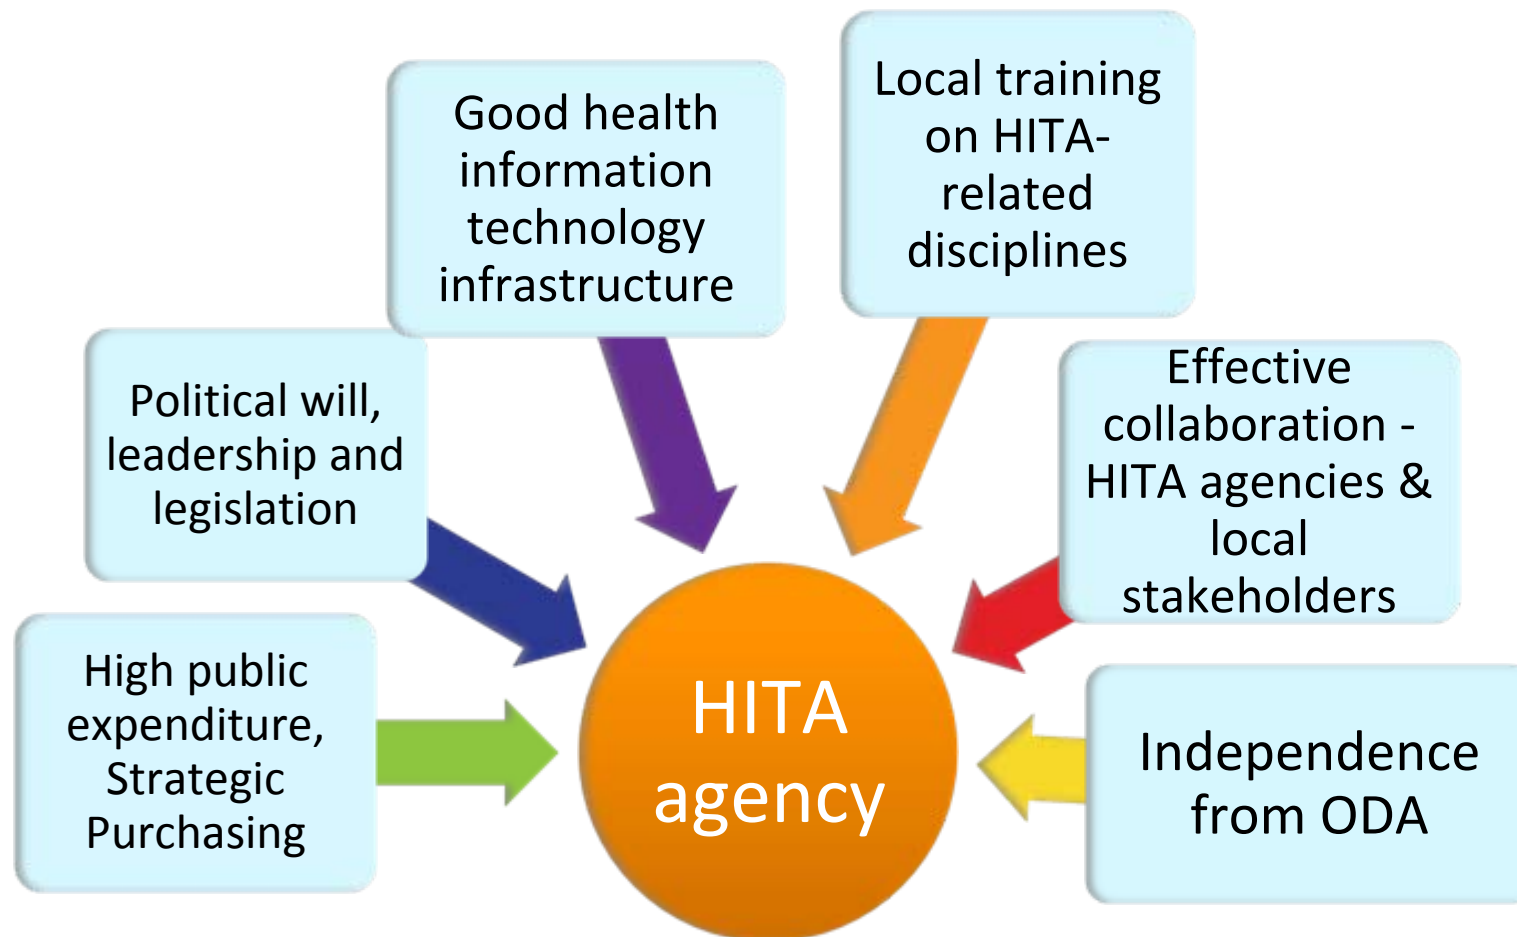 Good health
information
technology
infrastructure
Local training
on HITA-
related
disciplines
Political will,
leadership and
legislation
Effective
collaboration -
HITA agencies &
local
stakeholders
High public
expenditure,
Strategic
Purchasing
HITA
agency
Independence
from ODA